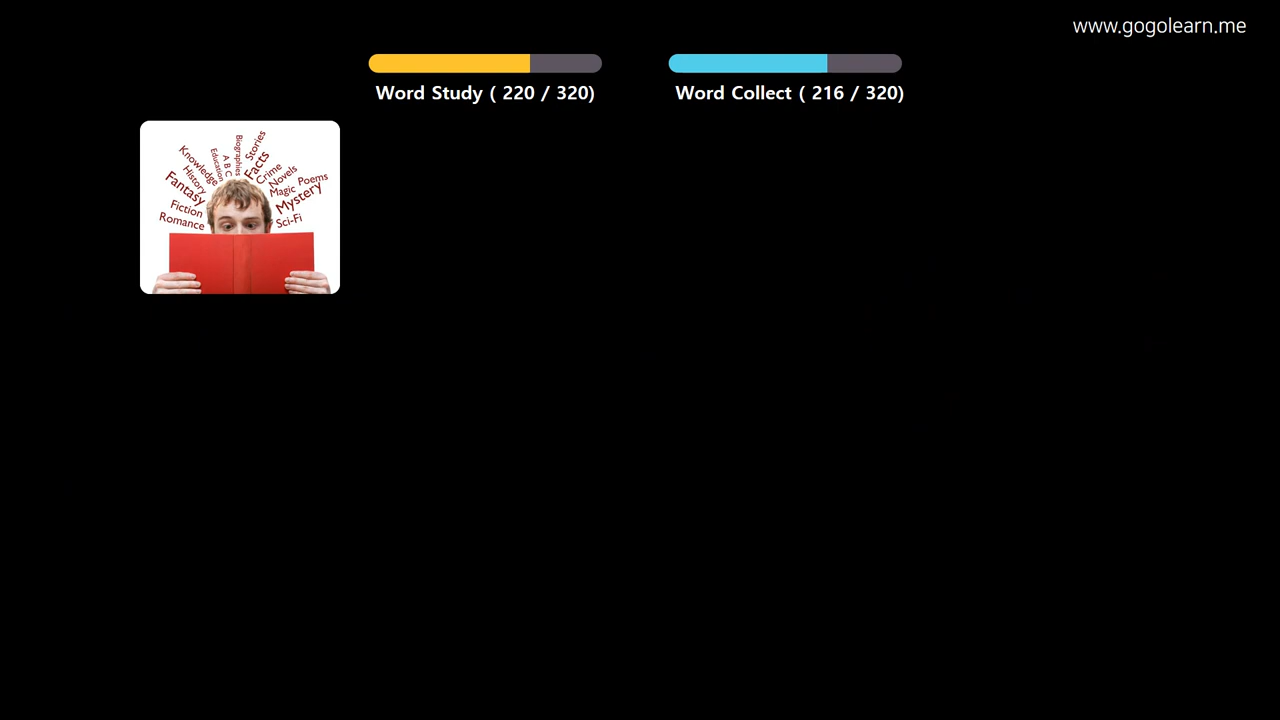 www.gogolearn.me
Word Study ( 220 / 320)
Word Collect ( 216 / 320)
Romance
Fiction
Fantasy
History
Knowledge
Education
A B C
Biographies
Stories
Facts
Crime
Novels
Magic
Poems
Mystery
Sci-Fi